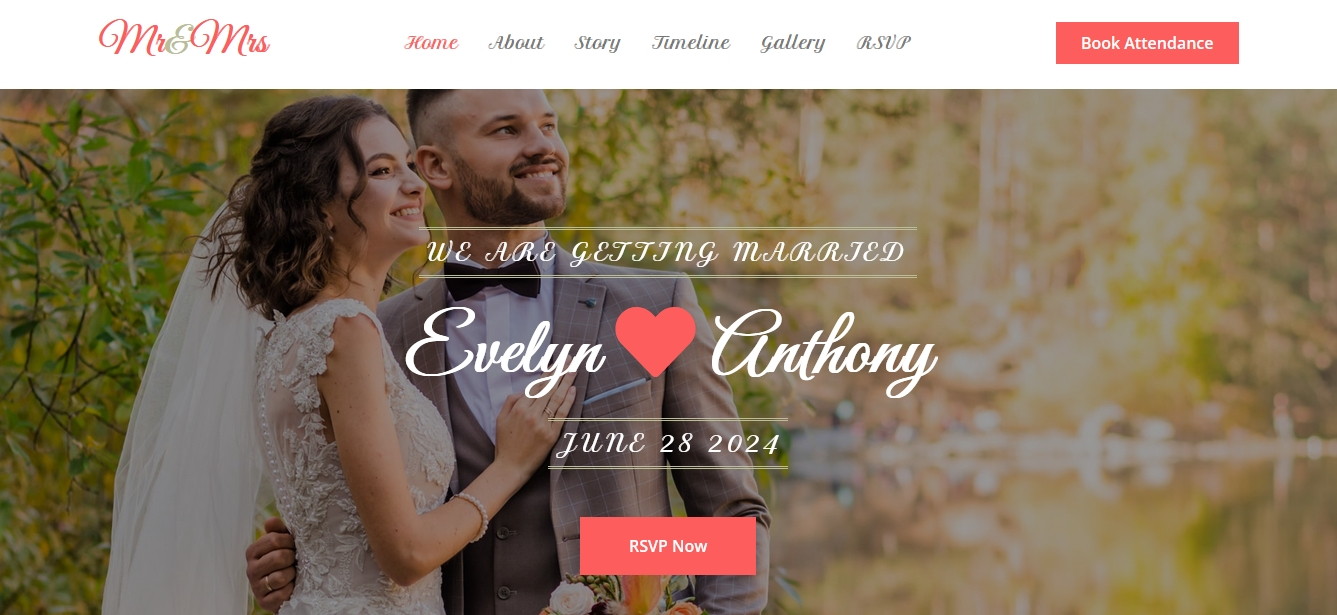 Mr&Mrs
Home About Story Timeline Gallery RSVP
Book Attendance
WE ARE GETTING MARRIED
Evelyn Anthony
JUNE 28 2024
RSVP Now